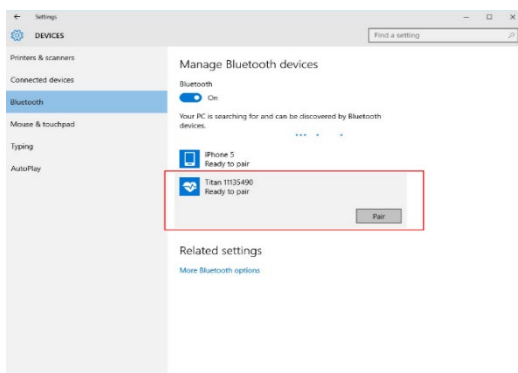 Settings
DEVICES
Find a setting
Printers & scanners
Connected devices
Bluetooth
Mouse & touchpad
Typing
AutoPlay
Manage Bluetooth devices
Bluetooth
On
Your PC is searching for and can be discovered by Bluetooth
devices.
iPhone 5
Ready to pair
Titan 11135490
Ready to pair
Pair
Related settings
More Bluetooth options